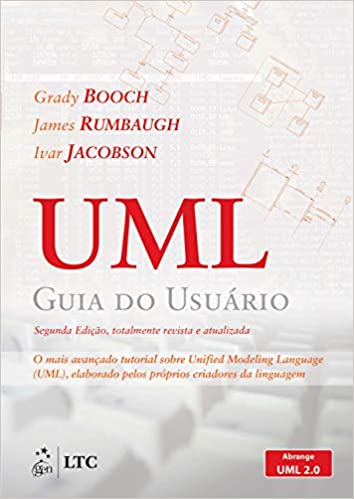 Grady BOOCH
James RUMBAUGH
Ivar JACOBSON
UML
GUIA DO USUÁRIO
Segunda Edição, totalmente revista e atualizada
O mais avançado tutorial sobre Unified Modeling Language
(UML), elaborado pelos próprios criadores da linguagem
gen
LTC
Abrange
UML 2.0